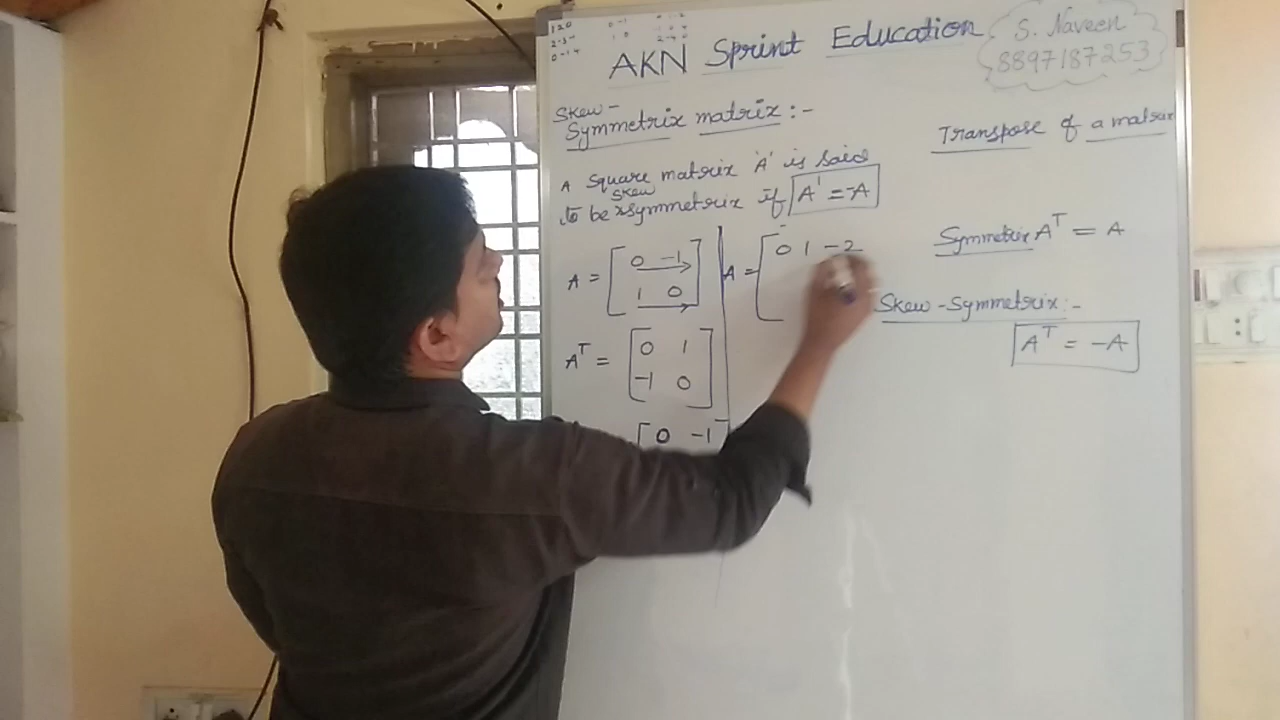 AKN Sprint Education
S. Naveen
8897187253
Skew-
Symmetrix matrix:-
A Square matrix 'A' is said
skew
to be symmetrix if A' = -A
A = [0 -1
1 0]
A^T = [0 1
-1 0]
[0 -1
A = [0 1 -2
Transpose of a matrix
Symmetrix A^T = A
Skew-Symmetrix:-
A^T = -A